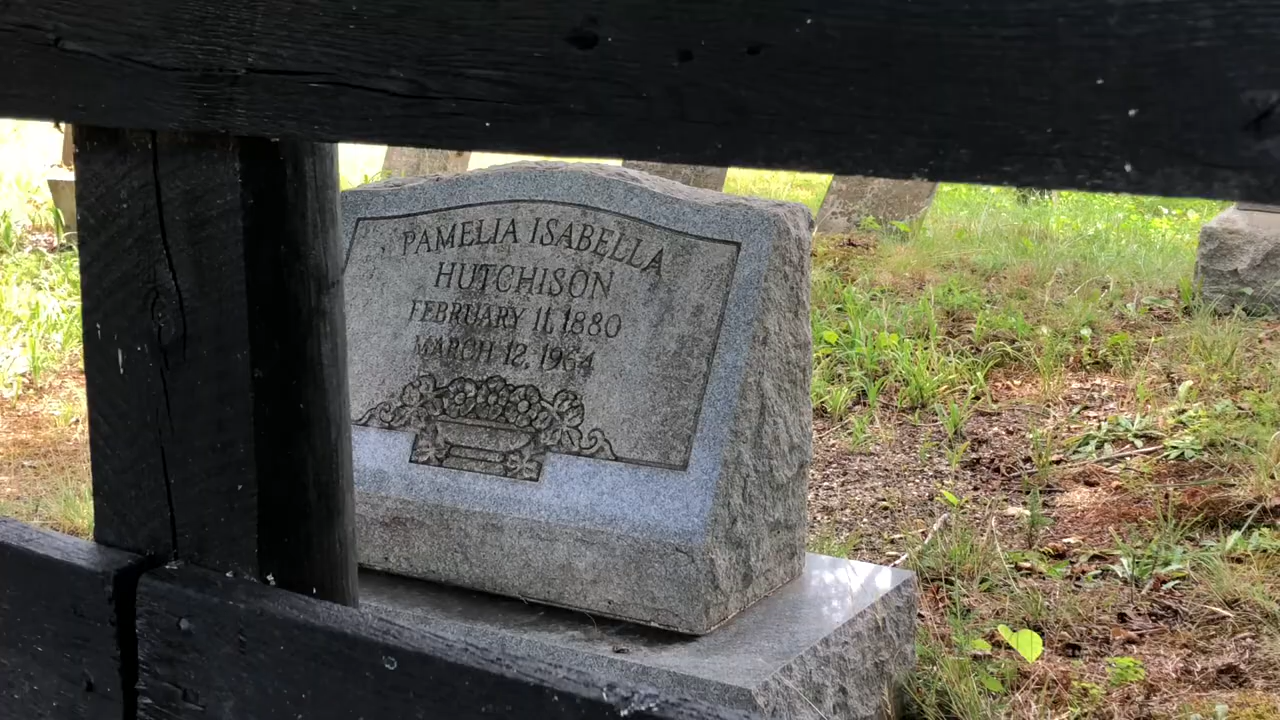 PAMELIA ISABELLA
HUTCHISON
FEBRUARY 11, 1880
MARCH 12, 1964